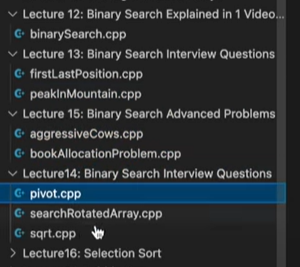 Lecture 12: Binary Search Explained in 1 Video...
binarySearch.cpp
Lecture 13: Binary Search Interview Questions
firstLastPosition.cpp
peakInMountain.cpp
Lecture 15: Binary Search Advanced Problems
aggressiveCows.cpp
bookAllocationProblem.cpp
Lecture14: Binary Search Interview Questions
pivot.cpp
searchRotatedArray.cpp
sqrt.cpp
Lecture16: Selection Sort